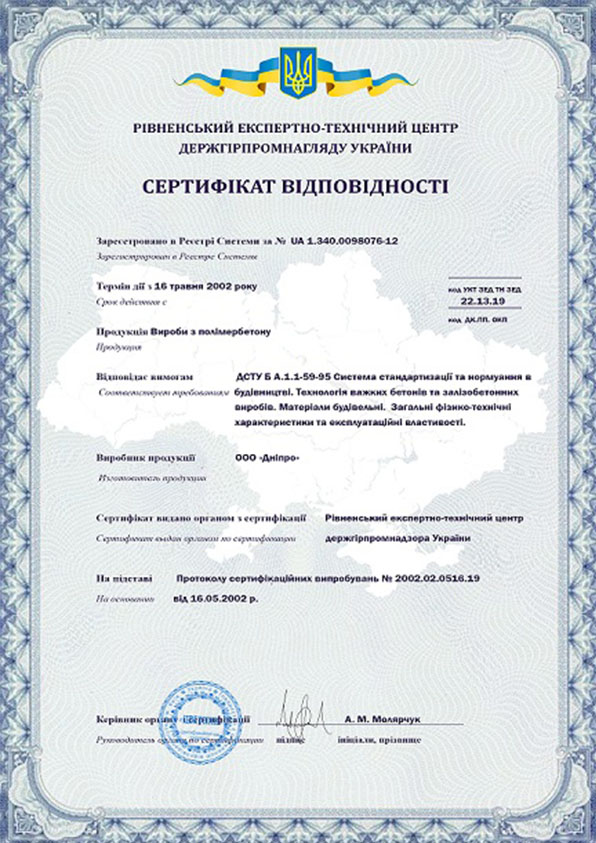 РІВНЕНСЬКИЙ ЕКСПЕРТНО-ТЕХНІЧНИЙ ЦЕНТР
ДЕРЖГІРПРОМНАГЛЯДУ УКРАЇНИ
СЕРТИФІКАТ ВІДПОВІДНОСТІ
Зареєстровано в Реєстрі Системи за № UA 1.340.0098076-12
Зарегистрирован в Реестре Системы
Термін дії з 16 травня 2002 року
Срок действия с
код УКТ ЗЕД ТН ЗЕД
22.13.19
код ДК.ПП. ОКП
Продукція Вироби з полімербетону
Продукция
Відповідає вимогам ДСТУ Б А.1.1-59-95 Система стандартизації та нормуання в
Соответствует требованиям будівництві. Технологія важких бетонів та залізобетонних
виробів. Матеріали будівельні. Загальні фізико-технічні
характеристики та експлуатаційні властивості.
Виробник продукції ООО «Дніпро»
Изготовитель продукции
Сертифікат видано органом з сертифікації Рівненський експертно-технічний центр
Сертификат выдан органом по сертификации держгірпромнадзора України
На підставі Протоколу сертифікаційних випробувань № 2002.02.0516.19
На основании від 16.05.2002 р.
Керівник органу з сертифікації А. М. Молярчук
Руководитель органа по сертификации підпис ініціали, прізвище